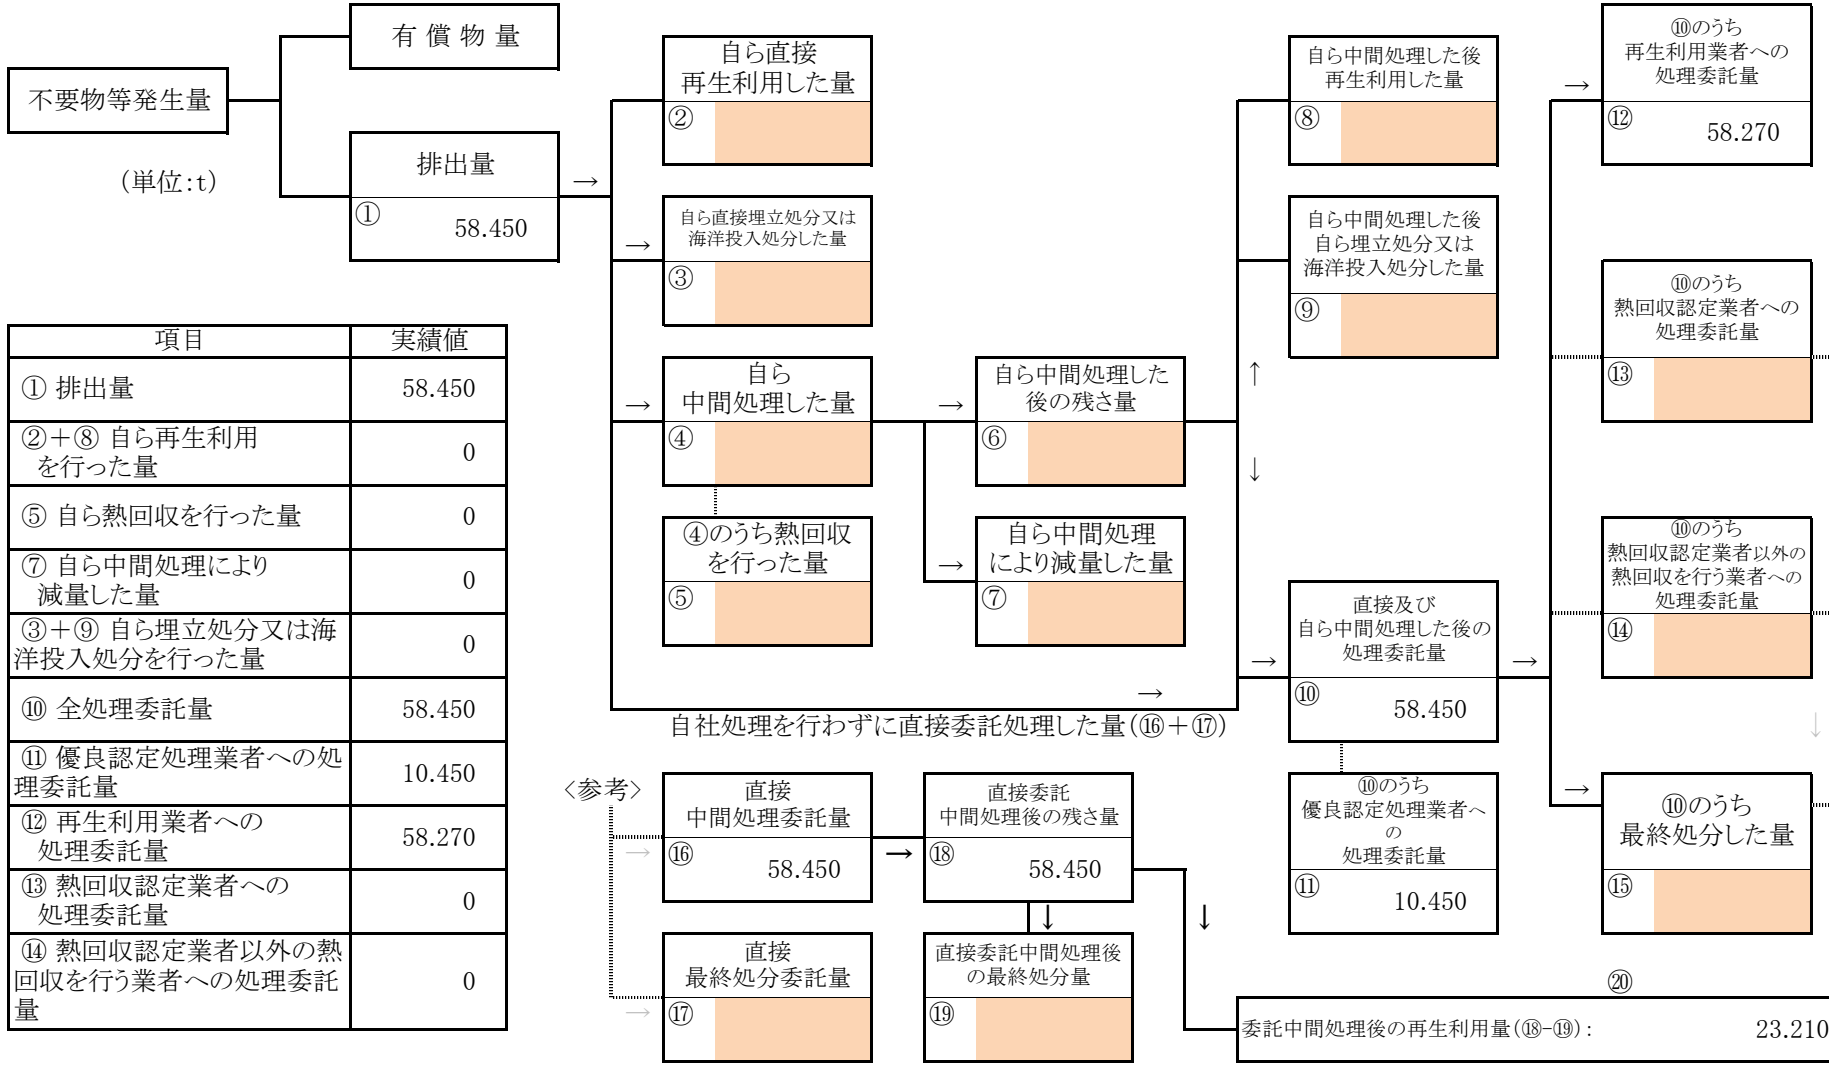 有 償 物 量
不要物等発生量
(単位:t)
排出量
①
58.450
→
自ら直接
再生利用した量
②
→
自ら直接埋立処分又は
海洋投入処分した量
③
→
自ら
中間処理した量
④
④のうち熱回収
を行った量
⑤
→
自ら中間処理した
後の残さ量
⑥
→
自ら中間処理
により減量した量
⑦
自ら中間処理した後
再生利用した量
⑧
自ら中間処理した後
自ら埋立処分又は
海洋投入処分した量
⑨
↑
↓
→
自社処理を行わずに直接委託処理した量(⑯+⑰)
→
直接及び
自ら中間処理した後の
処理委託量
⑩
58.450
⑩のうち
優良認定処理業者へ
の
処理委託量
⑪
10.450
→
→
⑩のうち
再生利用業者への
処理委託量
⑫
58.270
⑩のうち
熱回収認定業者への
処理委託量
⑬
⑩のうち
熱回収認定業者以外の
熱回収を行う業者への
処理委託量
⑭
↓
→
⑩のうち
最終処分した量
⑮
項目 実績値
① 排出量 58.450
②+⑧ 自ら再生利用
を行った量 0
⑤ 自ら熱回収を行った量 0
⑦ 自ら中間処理により
減量した量 0
③+⑨ 自ら埋立処分又は海
洋投入処分を行った量 0
⑩ 全処理委託量 58.450
⑪ 優良認定処理業者への処
理委託量 10.450
⑫ 再生利用業者への
処理委託量 58.270
⑬ 熱回収認定業者への
処理委託量 0
⑭ 熱回収認定業者以外の熱
回収を行う業者への処理委託
量 0
<参考>
→
直接
中間処理委託量
⑯
58.450
→
直接委託
中間処理後の残さ量
⑱
58.450
↓
↓
→
直接
最終処分委託量
⑰
直接委託中間処理後
の最終処分量
⑲
⑳
委託中間処理後の再生利用量(⑱-⑲): 23.210